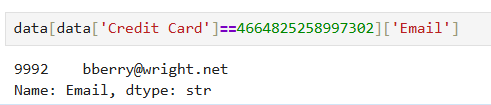 data[data['Credit Card']==4664825258997302]['Email']
9992    bberry@wright.net
Name: Email, dtype: str